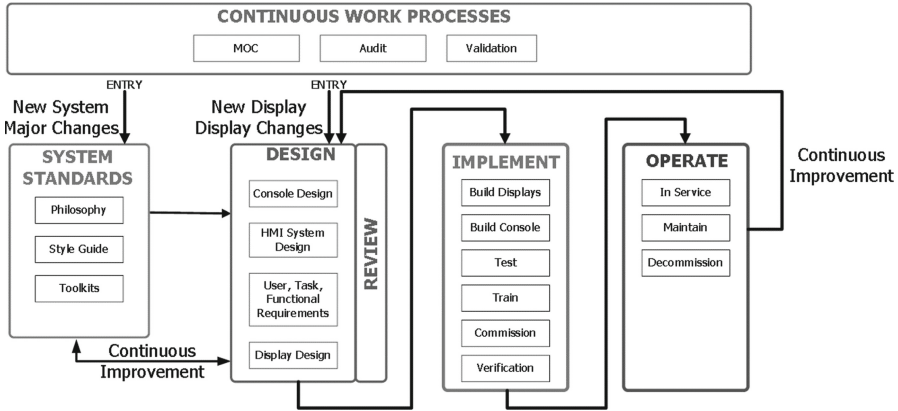 CONTINUOUS WORK PROCESSES
MOC
Audit
Validation
ENTRY
ENTRY
New System
Major Changes
New Display
Display Changes
SYSTEM
STANDARDS
Philosophy
Style Guide
Toolkits
Continuous
Improvement
DESIGN
Console Design
HMI System
Design
User, Task,
Functional
Requirements
Display Design
REVIEW
IMPLEMENT
Build Displays
Build Console
Test
Train
Commission
Verification
OPERATE
In Service
Maintain
Decommission
Continuous
Improvement